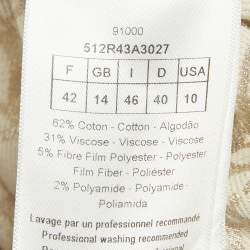 91000
512R43A3027
F GB I D USA
42 14 46 40 10
62% Coton - Cotton - Algodão
31% Viscose - Viscose - Viscose
5% Fibre Film Polyester - Polyester
Film Fiber - Poliéster
2% Polyamide - Polyamide -
Poliamida
Lavage par un professionnel recommandé
Professional washing recommended